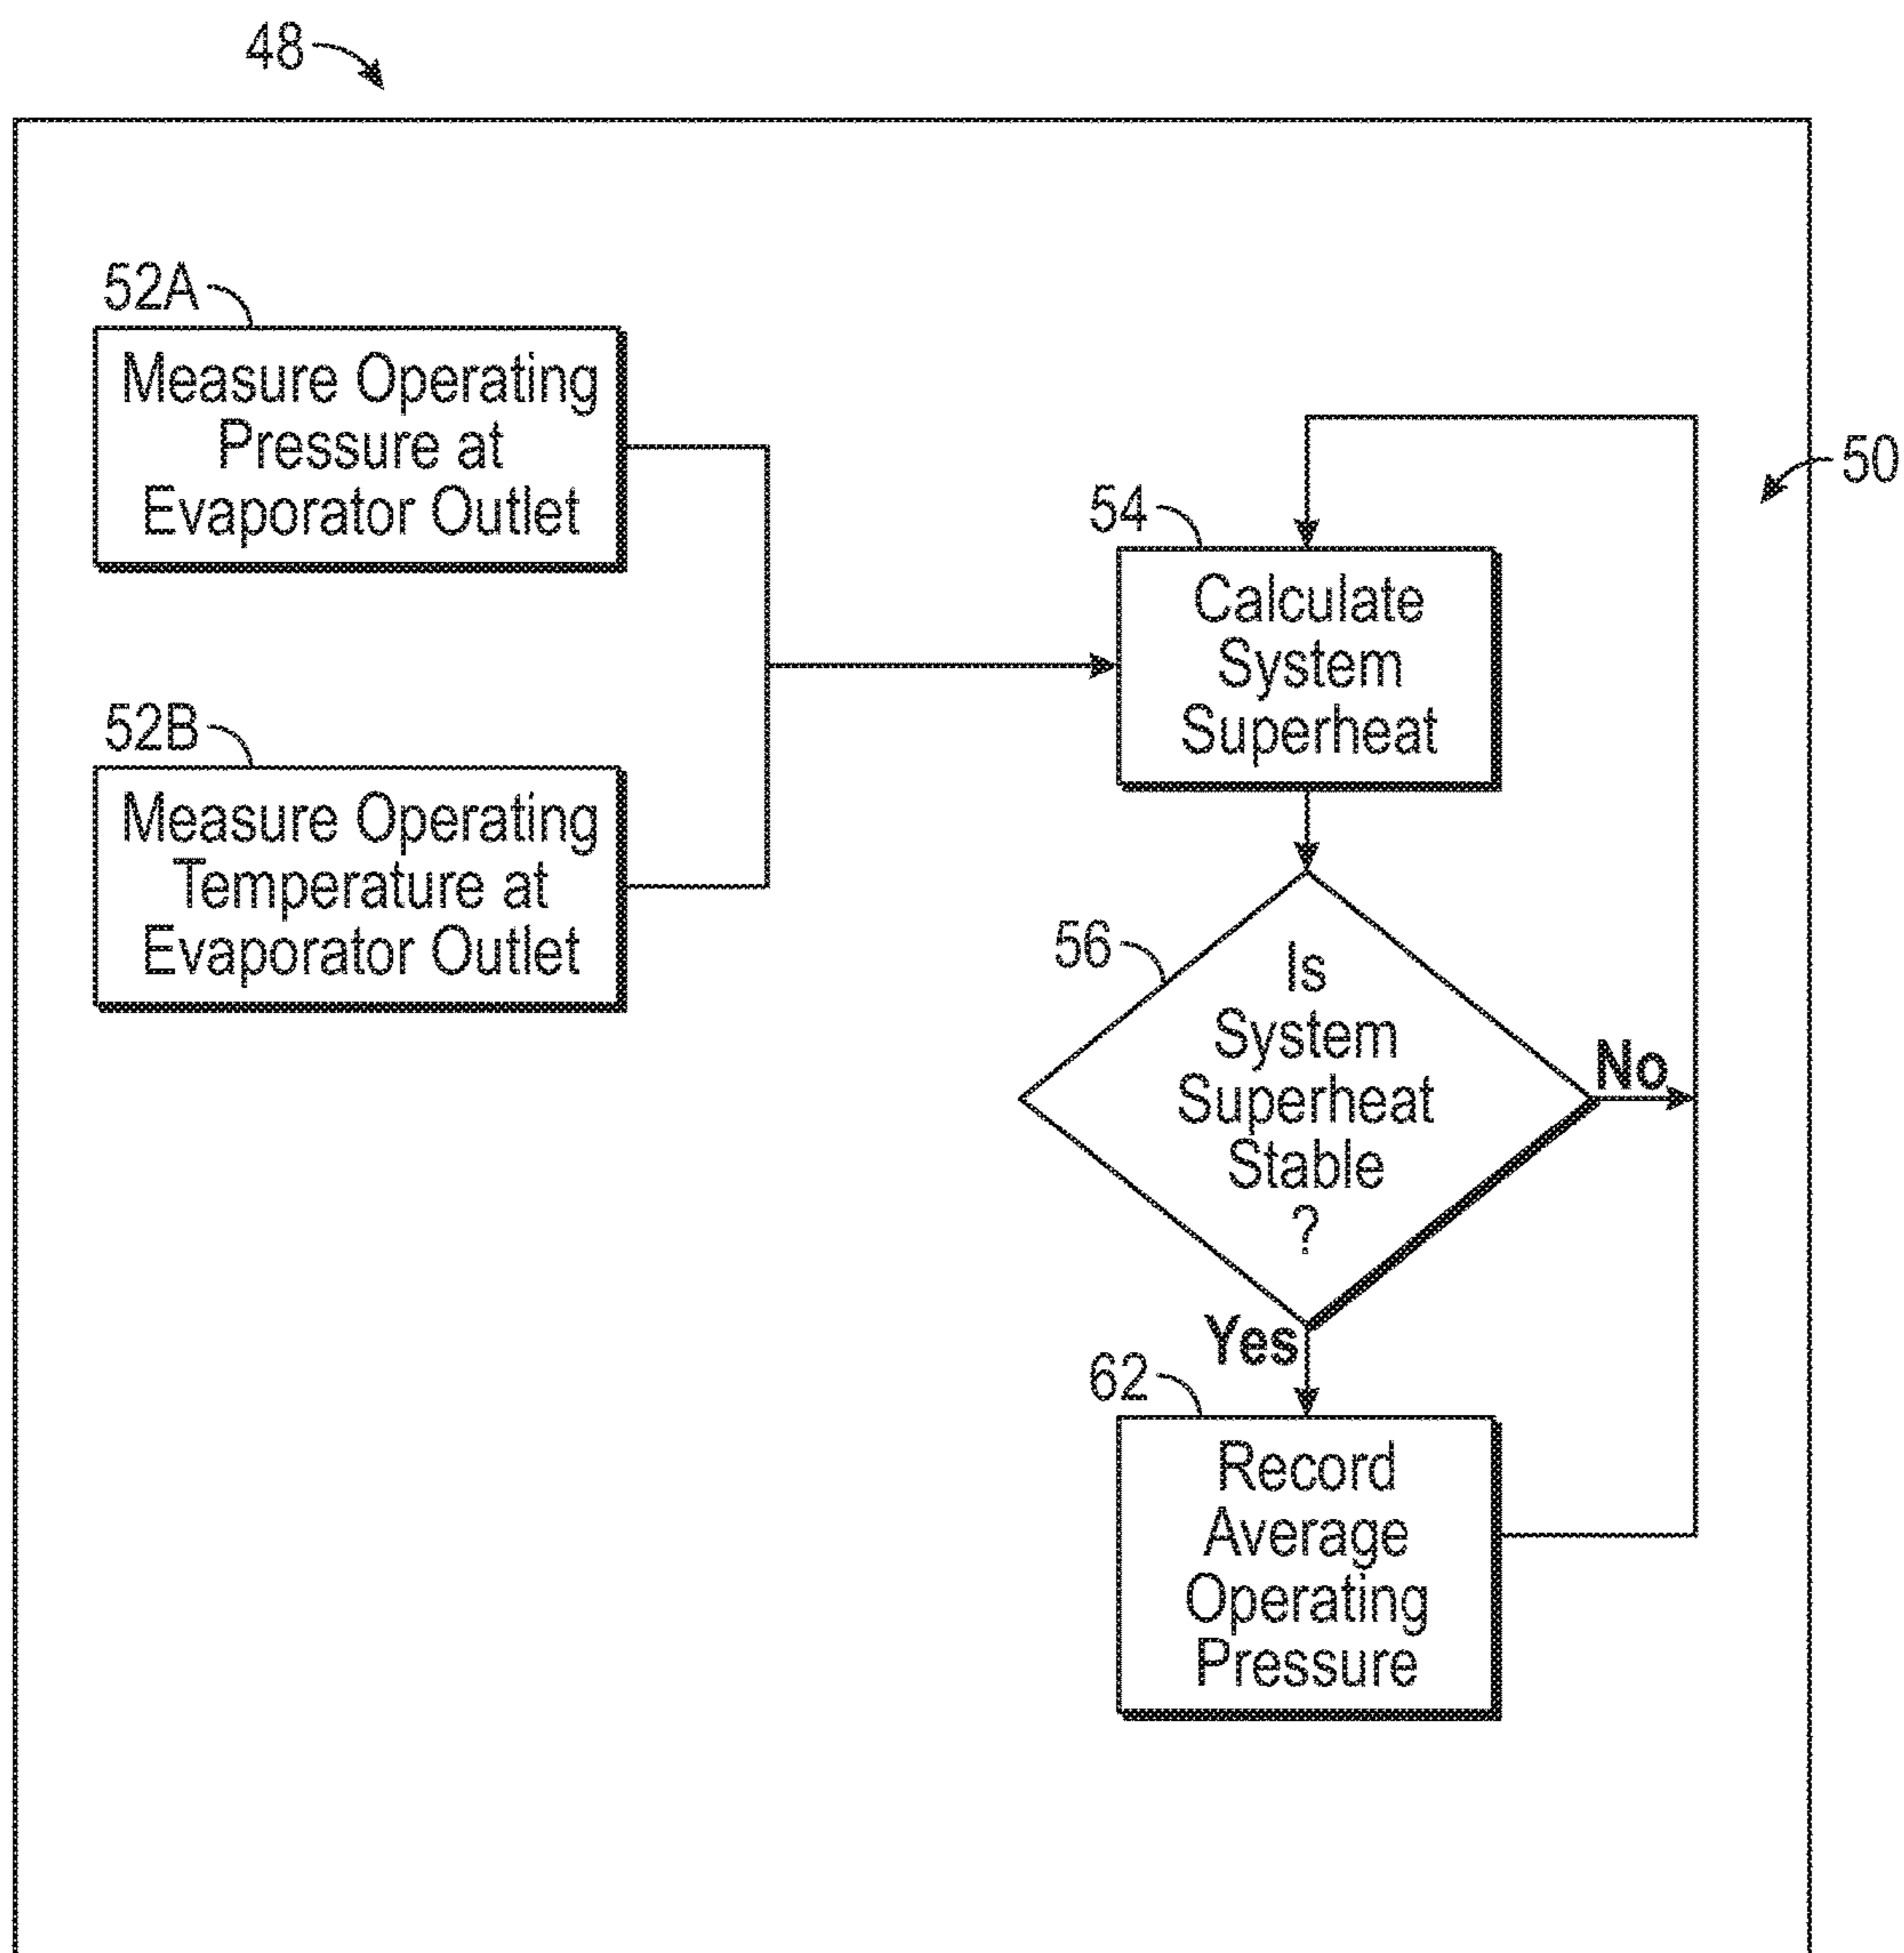 48
52A
Measure Operating
Pressure at
Evaporator Outlet
50
54
Calculate
System
Superheat
52B
Measure Operating
Temperature at
Evaporator Outlet
56
Is
System
Superheat
Stable
?
No
Yes
62
Record
Average
Operating
Pressure